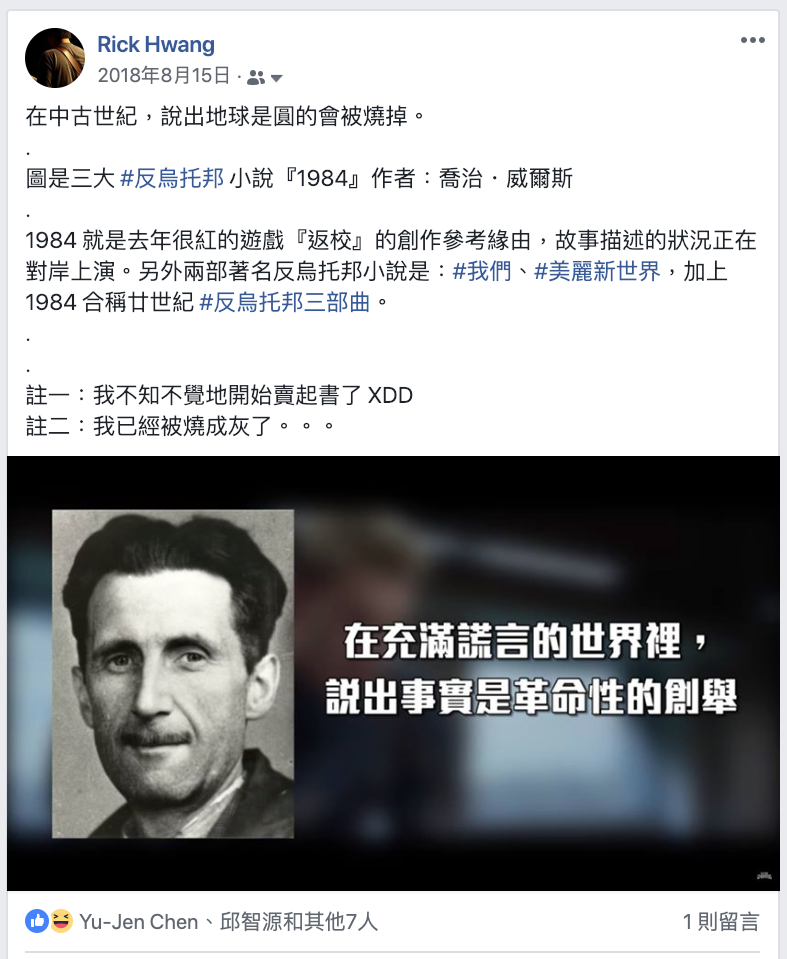 Rick Hwang
2018年8月15日 ·
在中古世紀，說出地球是圓的會被燒掉。
.
圖是三大 #反烏托邦 小說『1984』作者：喬治．威爾斯
.
1984 就是去年很紅的遊戲『返校』的創作參考緣由，故事描述的狀況正在
對岸上演。另外兩部著名反烏托邦小說是：#我們、#美麗新世界，加上
1984 合稱廿世紀 #反烏托邦三部曲。
.
.
註一：我不知不覺地開始賣起書了 XDD
註二：我已經被燒成灰了。。。
在充滿謊言的世界裡，
說出事實是革命性的創舉
Yu-Jen Chen、邱智源和其他7人
1 則留言